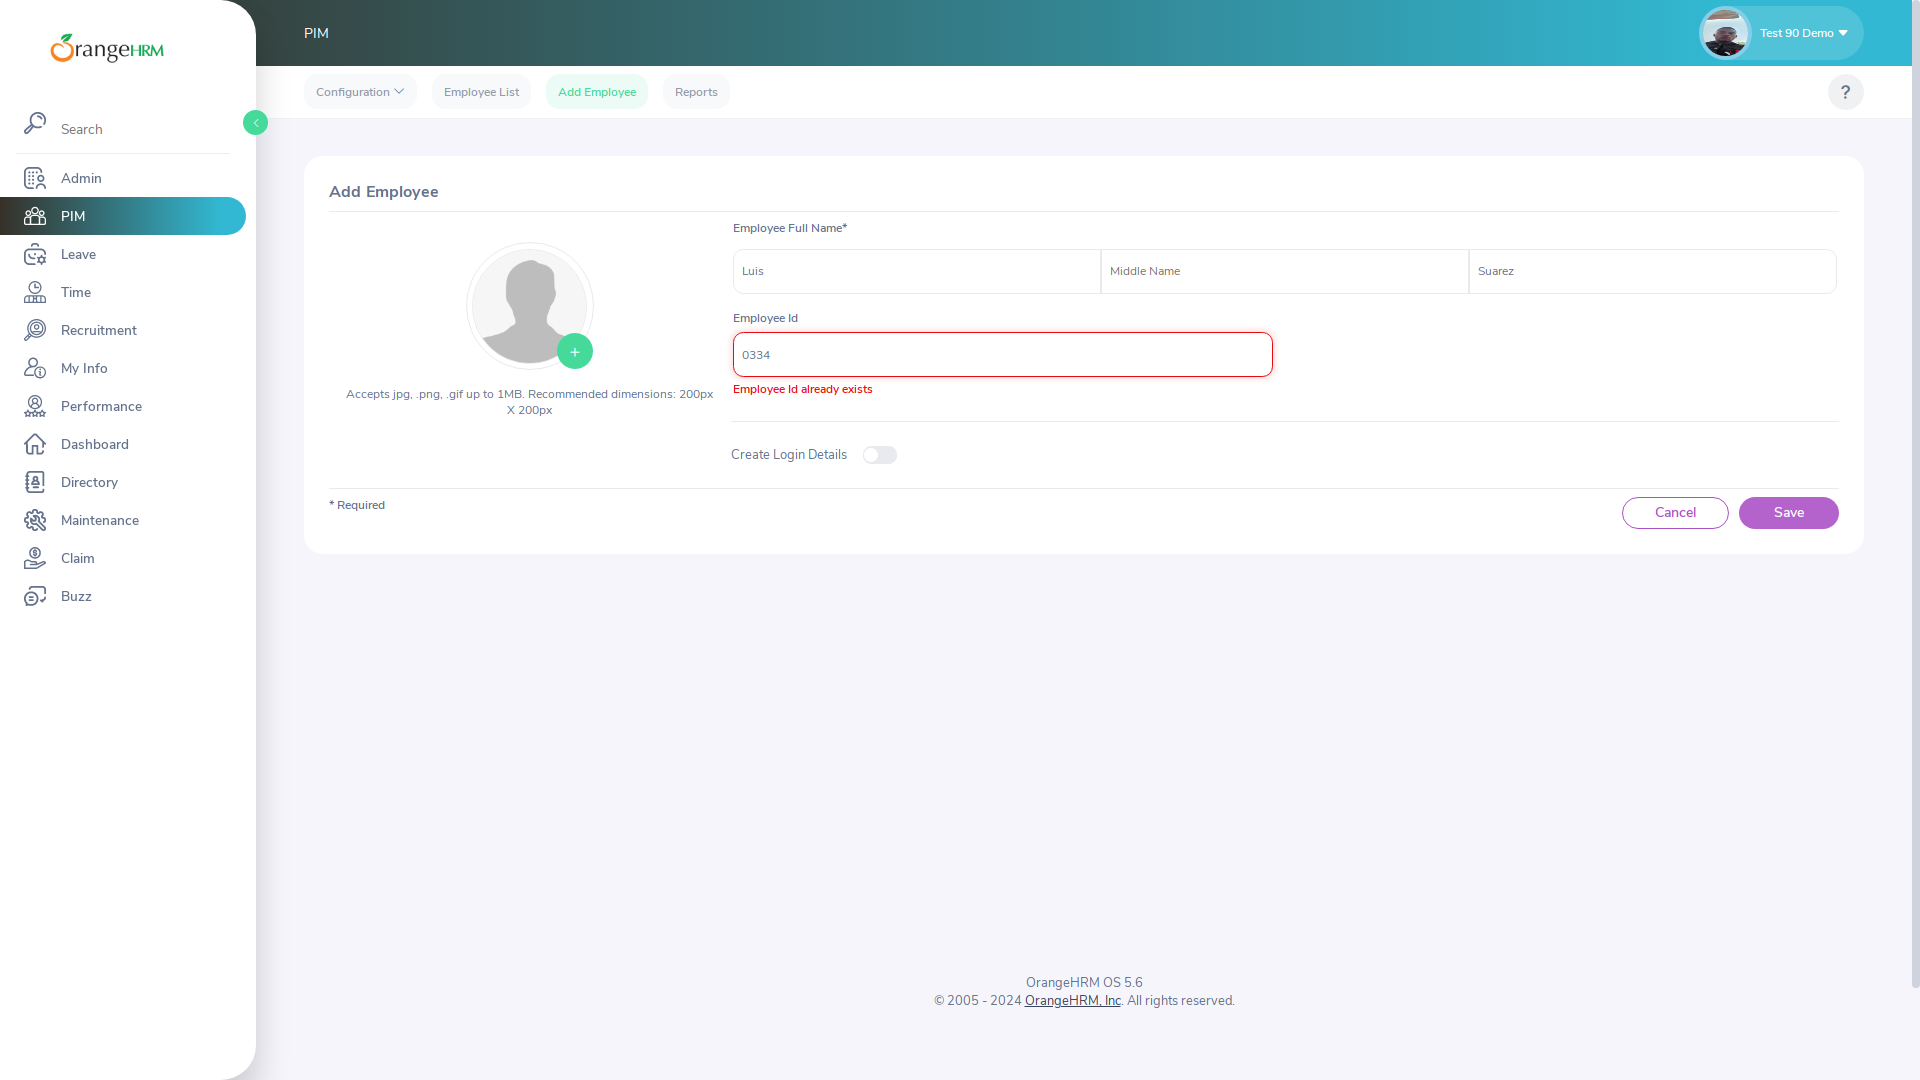 OrangeHRM
Search
Admin
PIM
Leave
Time
Recruitment
My Info
Performance
Dashboard
Directory
Maintenance
Claim
Buzz
PIM
Test 90 Demo
Configuration
Employee List
Add Employee
Reports
?
Add Employee
Accepts jpg, .png, .gif up to 1MB. Recommended dimensions: 200px
X 200px
Employee Full Name*
Luis
Middle Name
Suarez
Employee Id
0334
Employee Id already exists
Create Login Details
* Required
Cancel
Save
OrangeHRM OS 5.6
© 2005 - 2024 OrangeHRM, Inc. All rights reserved.